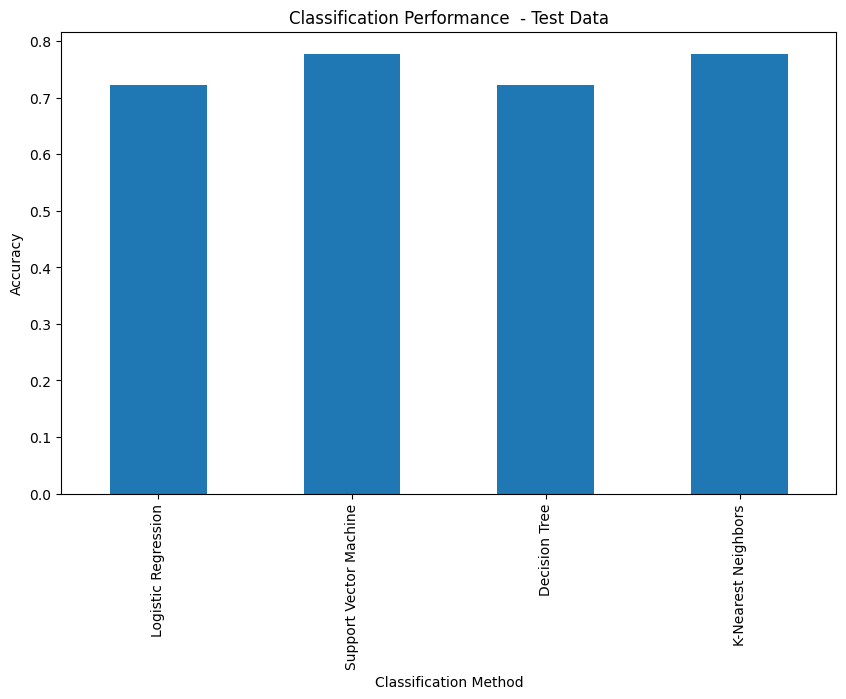 Classification Performance  - Test Data
Accuracy
0.8
0.7
0.6
0.5
0.4
0.3
0.2
0.1
0.0
Logistic Regression
Support Vector Machine
Decision Tree
K-Nearest Neighbors
Classification Method